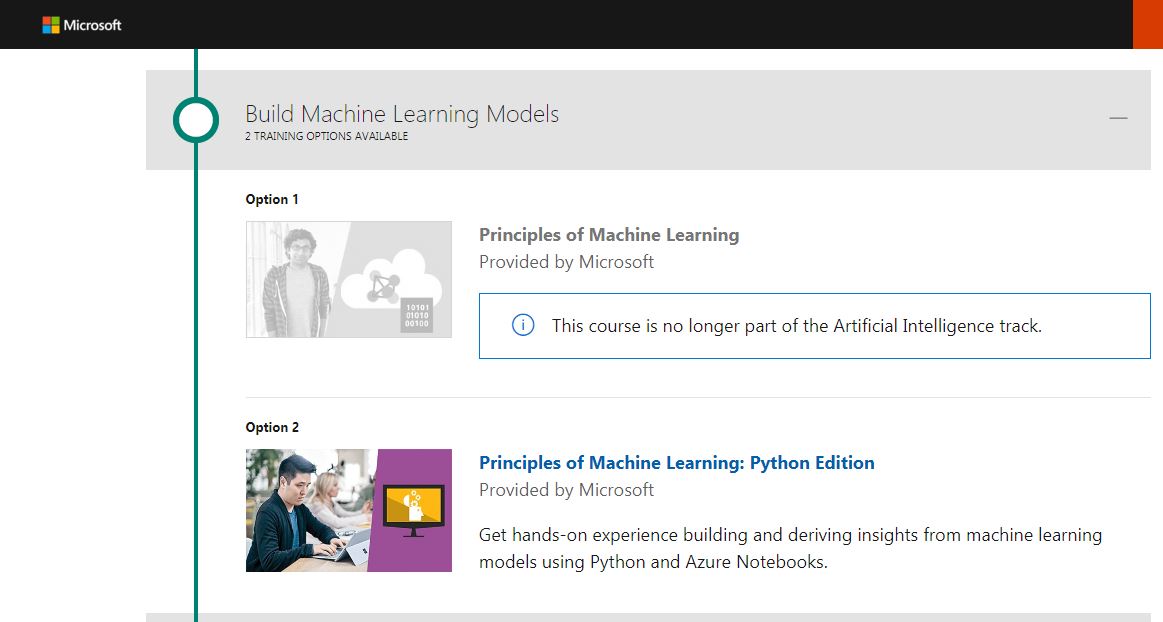 Microsoft
Build Machine Learning Models
2 TRAINING OPTIONS AVAILABLE
Option 1
10101
01010
00100
Principles of Machine Learning
Provided by Microsoft
This course is no longer part of the Artificial Intelligence track.
Option 2
Principles of Machine Learning: Python Edition
Provided by Microsoft
Get hands-on experience building and deriving insights from machine learning
models using Python and Azure Notebooks.